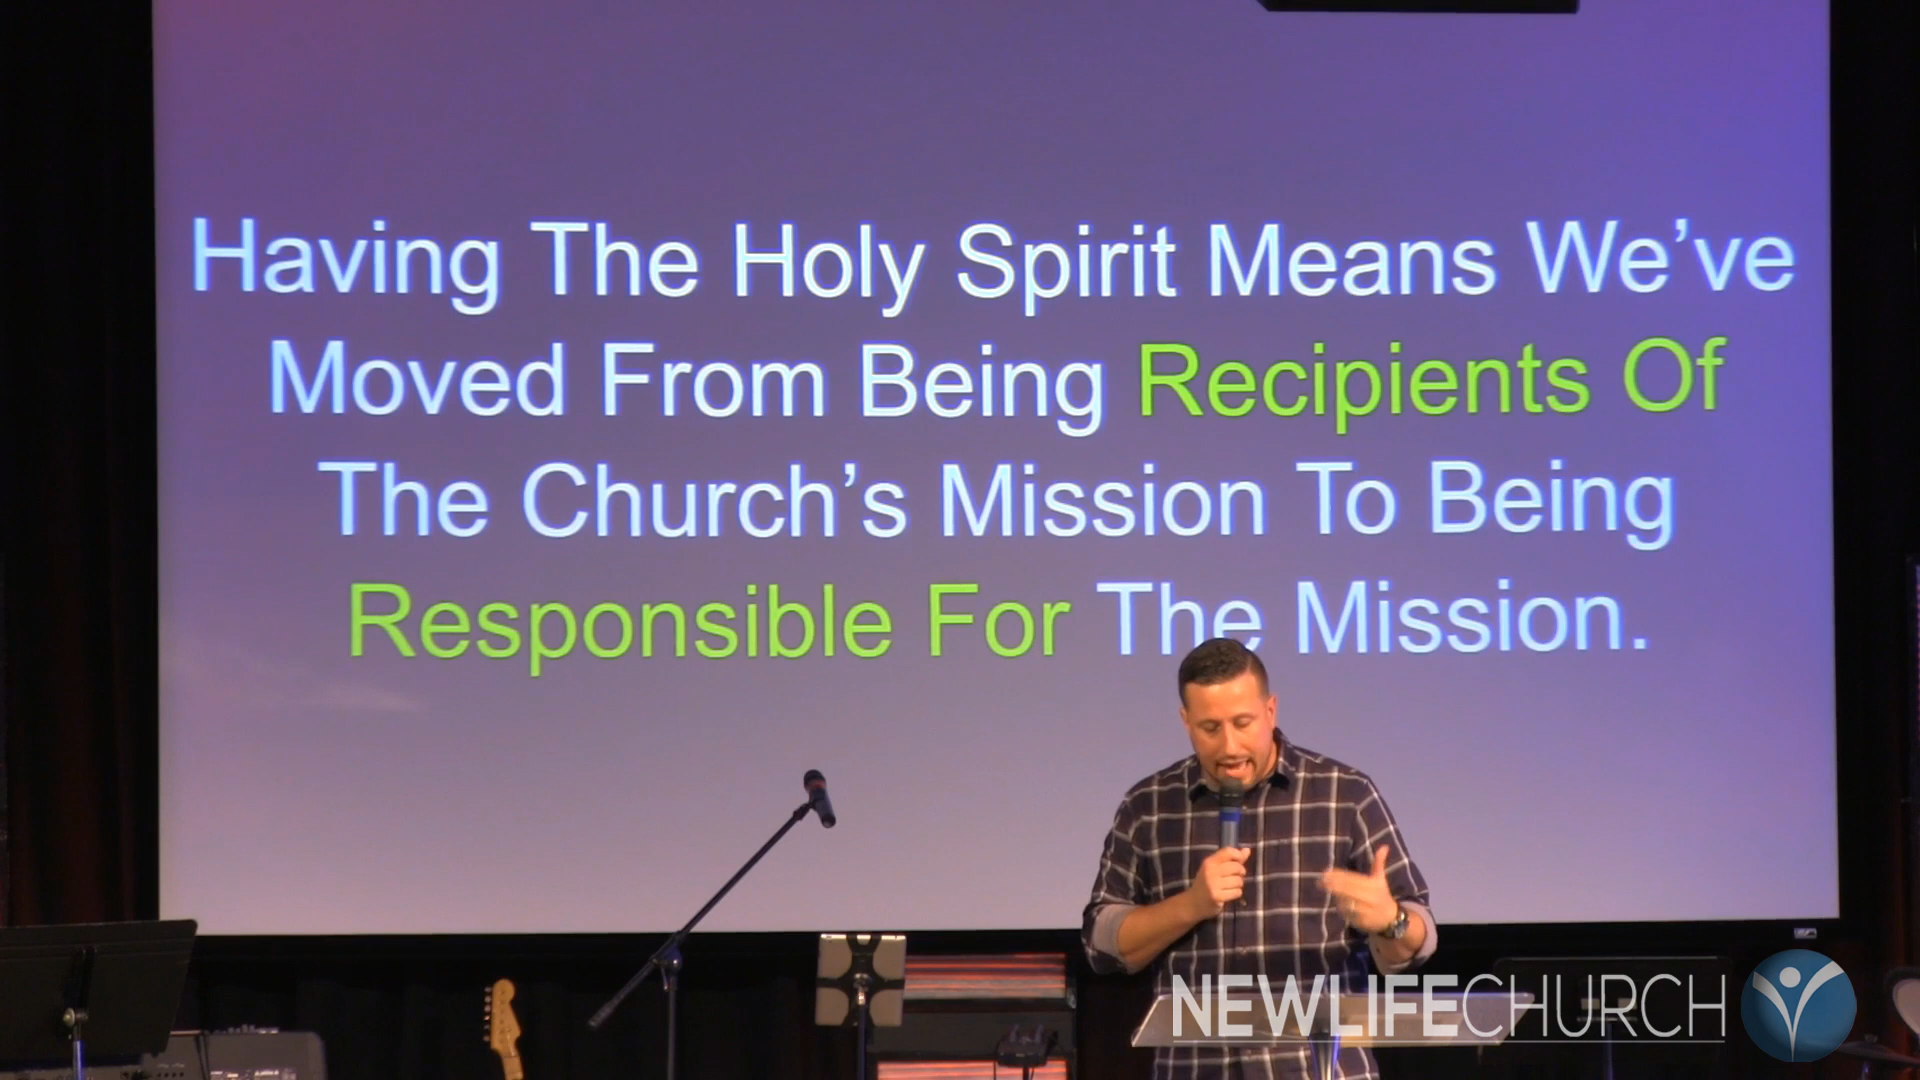 Having The Holy Spirit Means We’ve
Moved From Being Recipients Of
The Church’s Mission To Being
Responsible For The Mission.
NEWLIFECHURCH